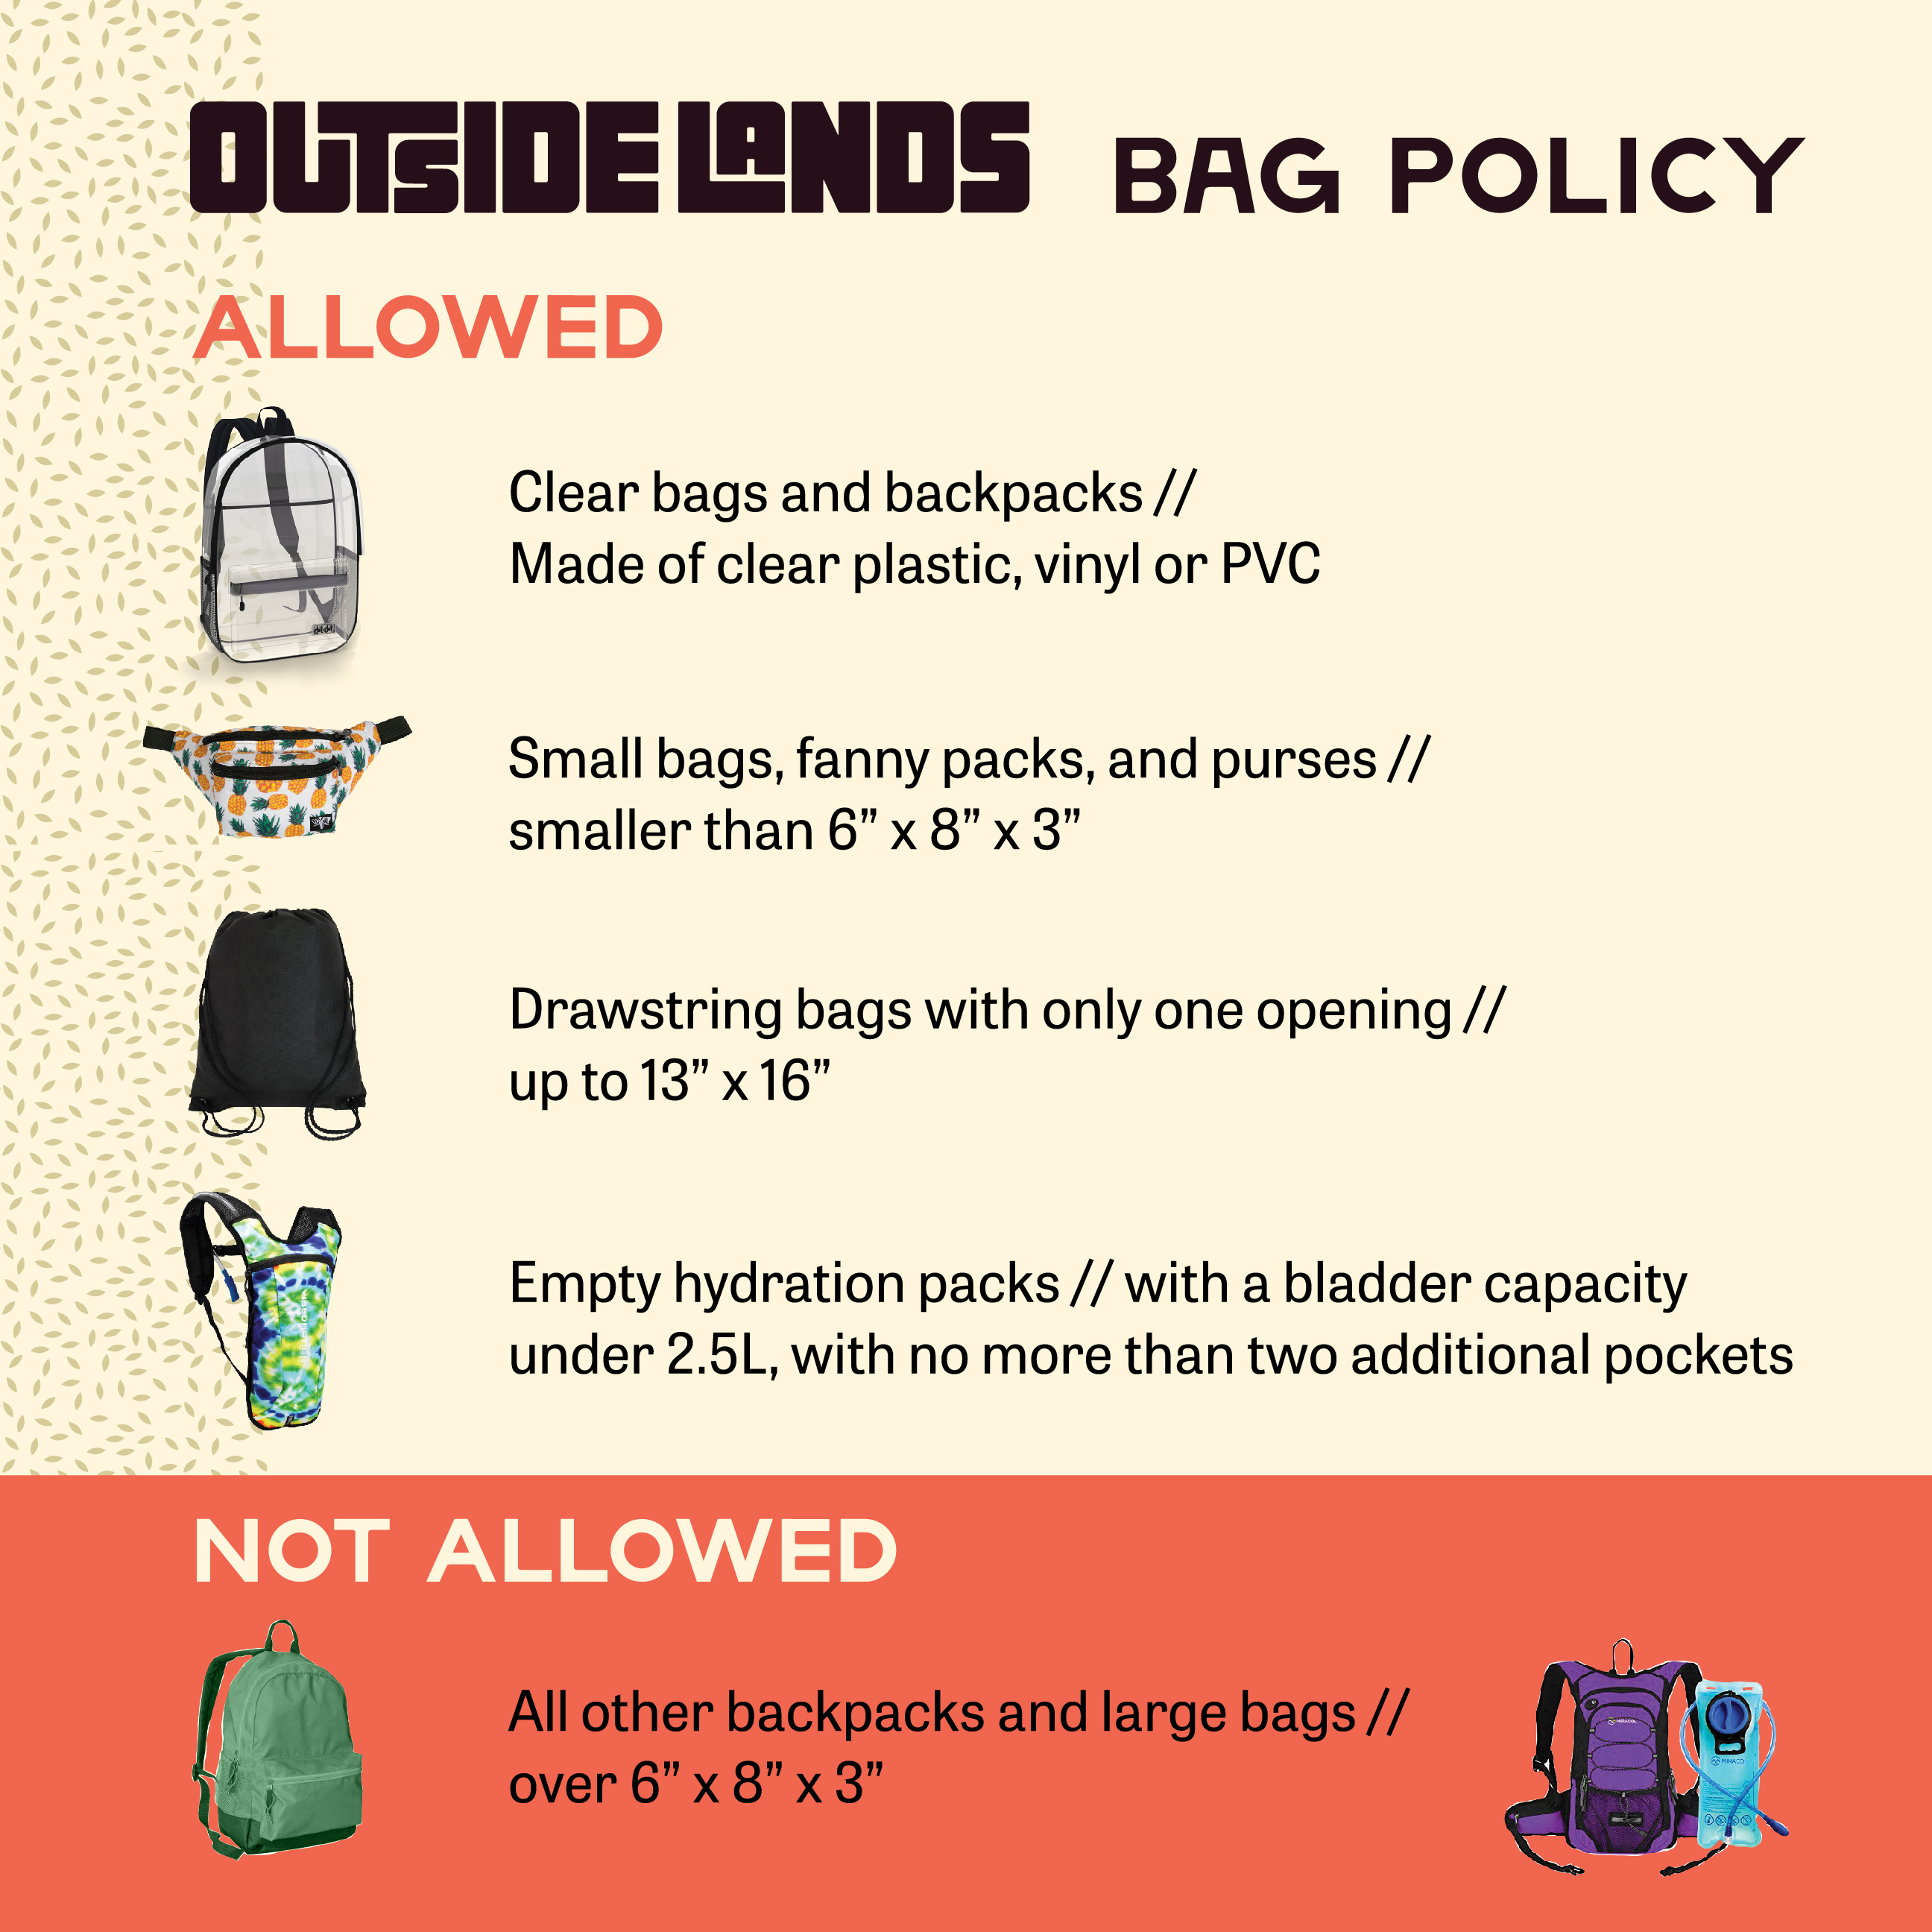 OUTSIDE LANDS BAG POLICY
ALLOWED
Clear bags and backpacks //
Made of clear plastic, vinyl or PVC
Small bags, fanny packs, and purses //
smaller than 6” x 8” x 3”
Drawstring bags with only one opening //
up to 13” x 16”
Empty hydration packs // with a bladder capacity
under 2.5L, with no more than two additional pockets
NOT ALLOWED
All other backpacks and large bags //
over 6” x 8” x 3”